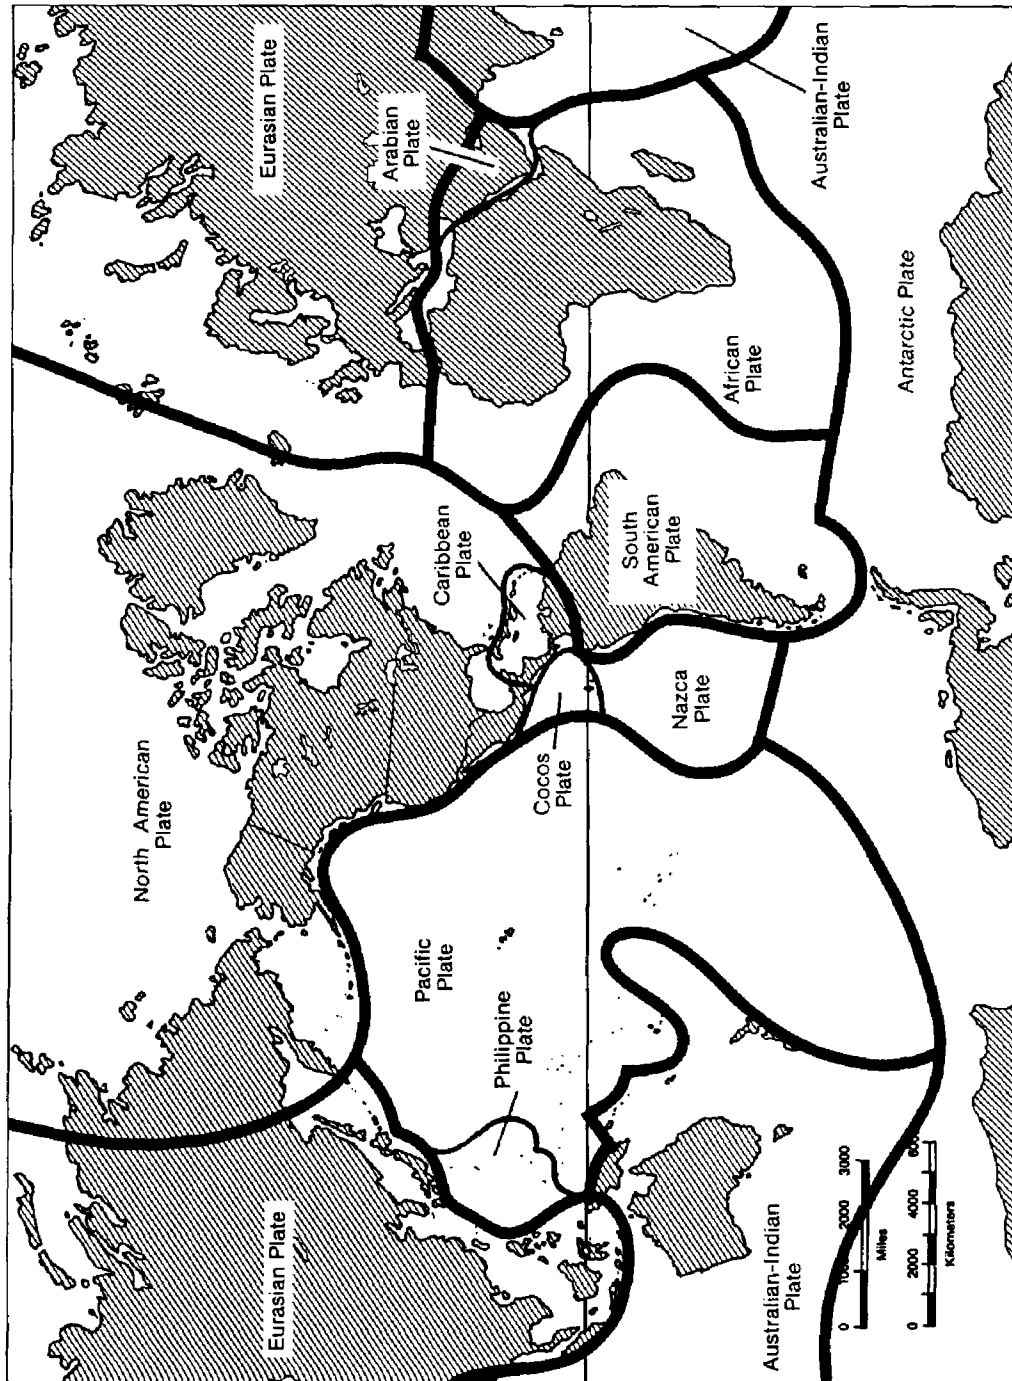 Eurasian Plate
North American
Plate
Eurasian Plate
Arabian
Plate
Pacific
Plate
Philippine
Plate
Caribbean
Plate
Cocos
Plate
South
American
Plate
Nazca
Plate
African
Plate
Australian-Indian
Plate
Australian-Indian
Plate
Antarctic Plate
0 1000 2000 3000
Miles
0 2000 4000 6000
Kilometers